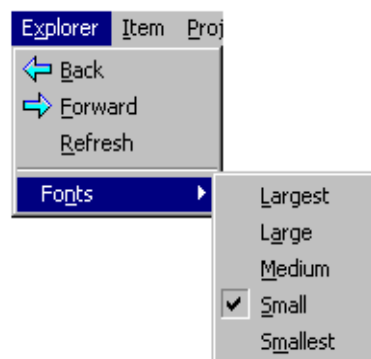 Explorer Item Proj
Back
Forward
Refresh
Fonts
Largest
Large
Medium
Small
Smallest